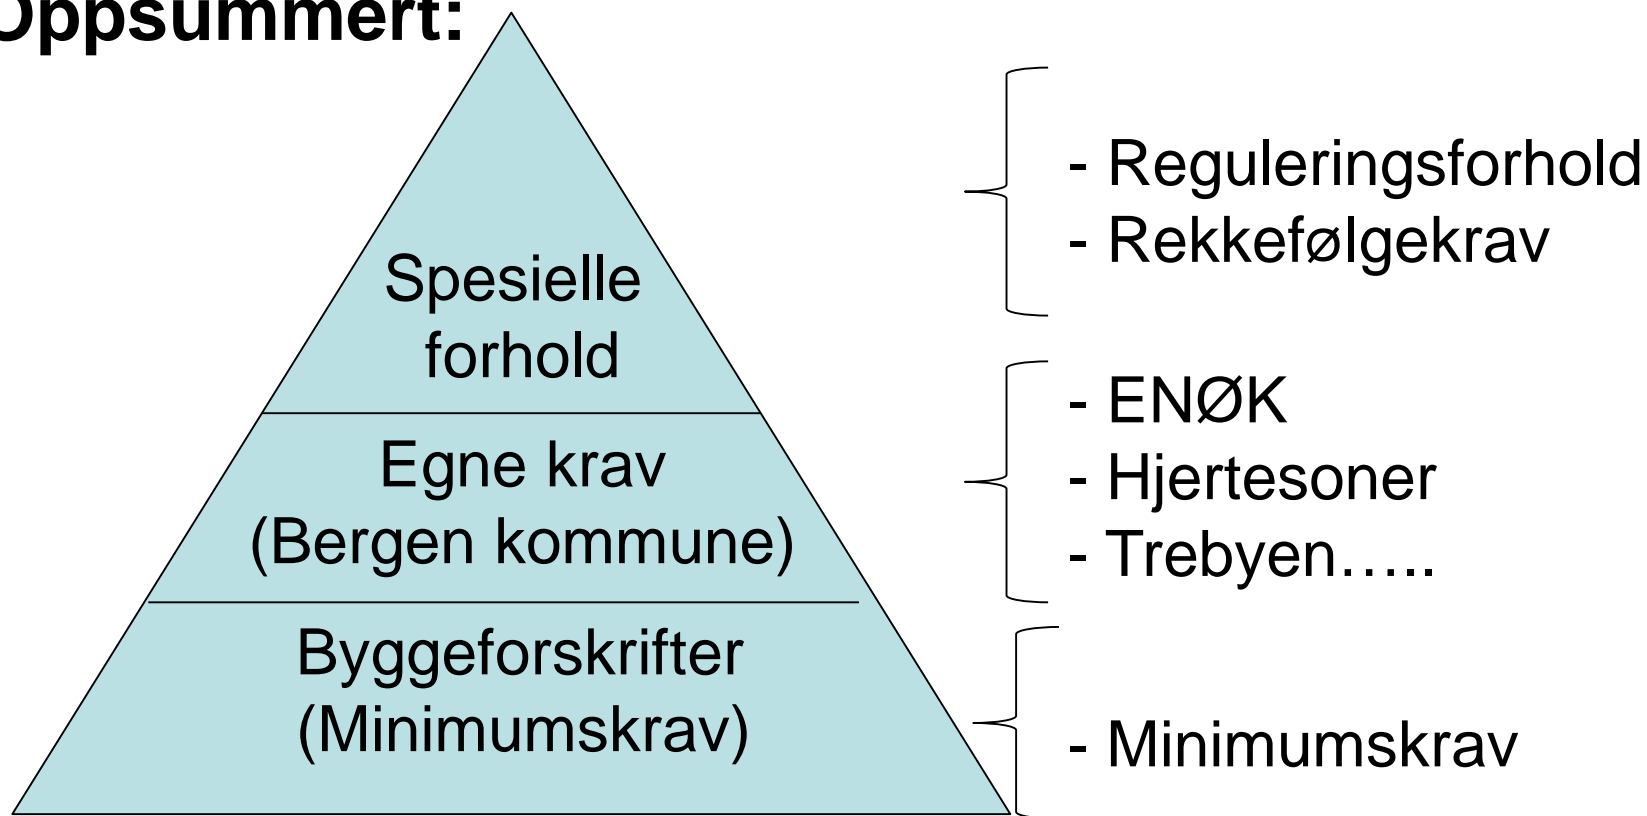 Oppsummert:
Spesielle
forhold
Egne krav
(Bergen kommune)
Byggeforskrifter
(Minimumskrav)
- Reguleringsforhold
- Rekkefølgekrav
- ENØK
- Hjertesoner
- Trebyen…..
- Minimumskrav